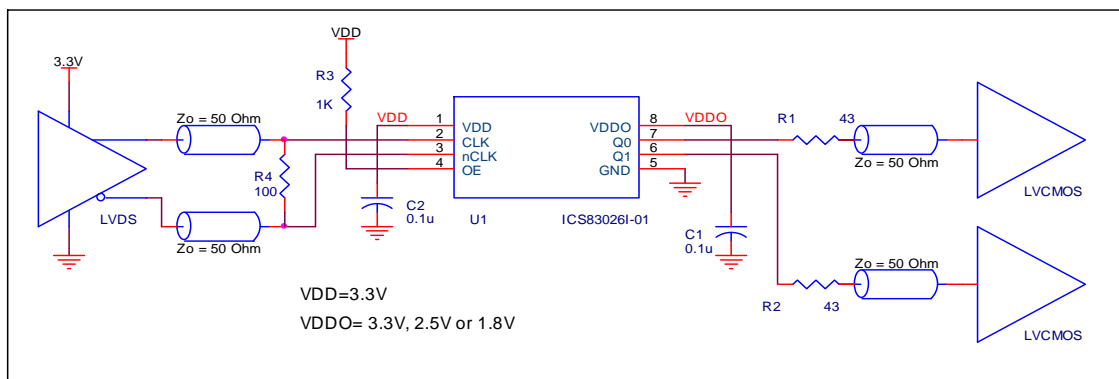 3.3V
Zo = 50 Ohm
R4
100
LVDS
Zo = 50 Ohm
VDD
R3
1K
VDD
C2
0.1u
1
2
3
4
VDD
CLK
nCLK
OE
VDDO
Q0
Q1
GND
8
7
6
5
U1
ICS83026I-01
VDDO
C1
0.1u
R1
43
Zo = 50 Ohm
LVCMOS
R2
43
Zo = 50 Ohm
LVCMOS
VDD=3.3V
VDDO= 3.3V, 2.5V or 1.8V